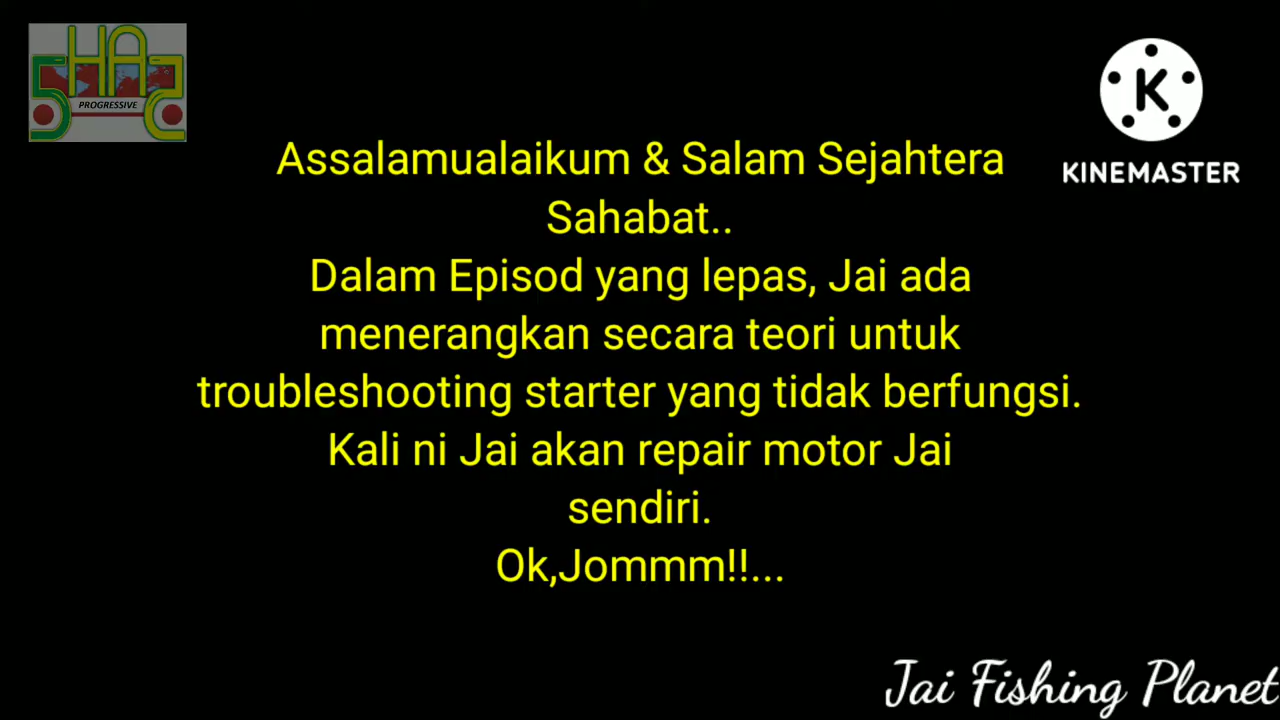 SHAS
PROGRESSIVE
K
KINEMASTER
Assalamualaikum & Salam Sejahtera
Sahabat..
Dalam Episod yang lepas, Jai ada
menerangkan secara teori untuk
troubleshooting starter yang tidak berfungsi.
Kali ni Jai akan repair motor Jai
sendiri.
Ok,Jommm!!...
Jai Fishing Planet